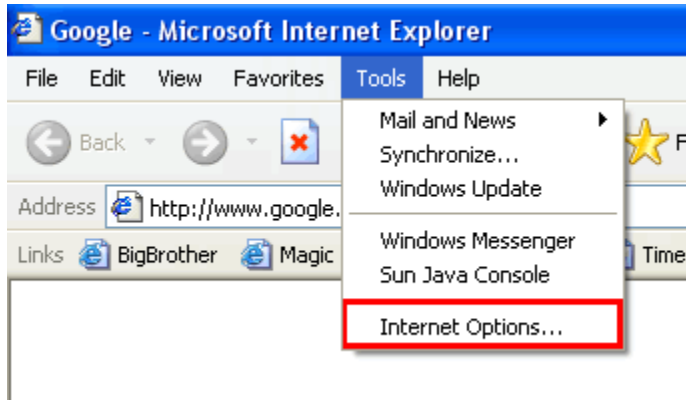 Google - Microsoft Internet Explorer
File Edit View Favorites Tools Help
Back
Mail and News
Synchronize...
Windows Update
Windows Messenger
Sun Java Console
Internet Options...
F
Address http://www.google.
Links BigBrother Magic Time